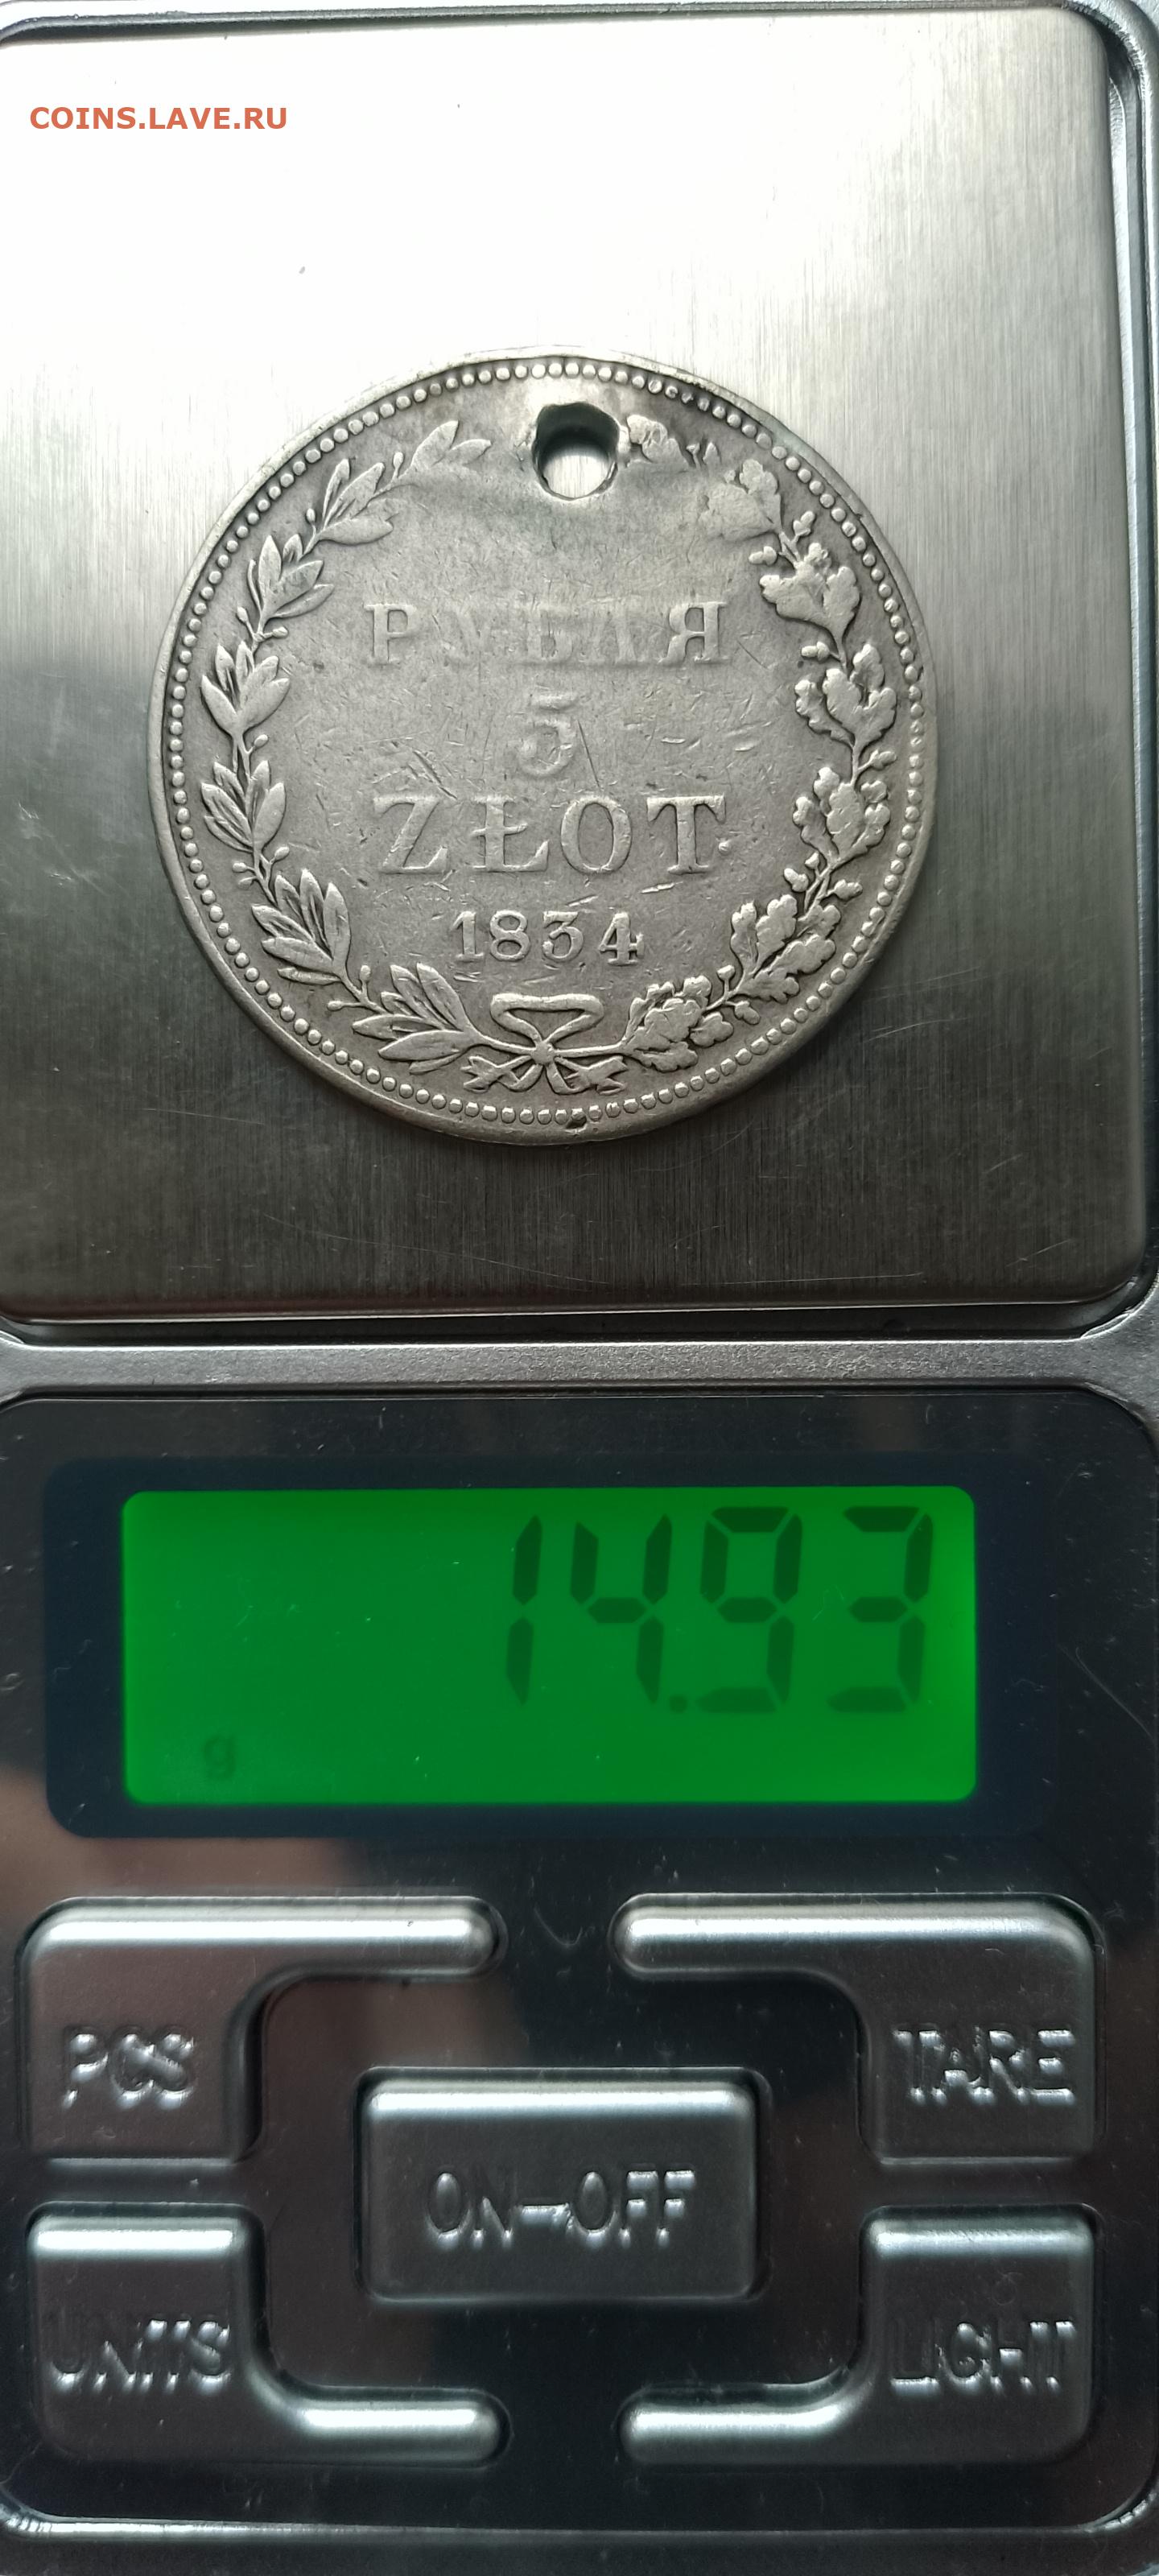 COINS.LAVE.RU
РУБЛЯ
5
ZŁOT.
1834
14.93
g
PCS
TARE
ON-OFF
UNITS
LIGHT